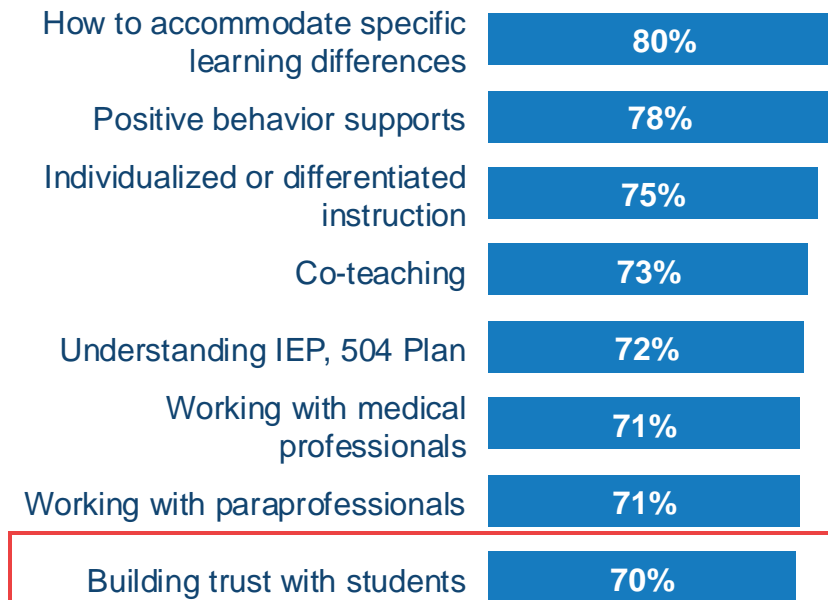 How to accommodate specific
learning differences
80%
Positive behavior supports
78%
Individualized or differentiated
instruction
75%
Co-teaching
73%
Understanding IEP, 504 Plan
72%
Working with medical
professionals
71%
Working with paraprofessionals
71%
Building trust with students
70%